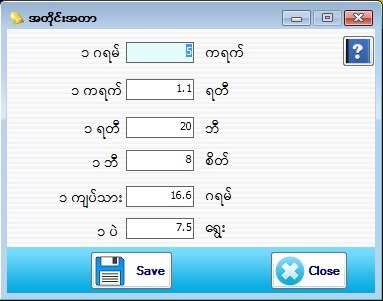 အတိုင်းအတာ
၁ ဂရမ် 5 ကရက်
?
၁ ကရက် 1.1 ရတီ
၁ ရတီ 20 ဘီ
၁ ဘီ 8 စိတ်
၁ ကျပ်သား 16.6 ဂရမ်
၁ ပဲ 7.5 ရွေး
Save Close